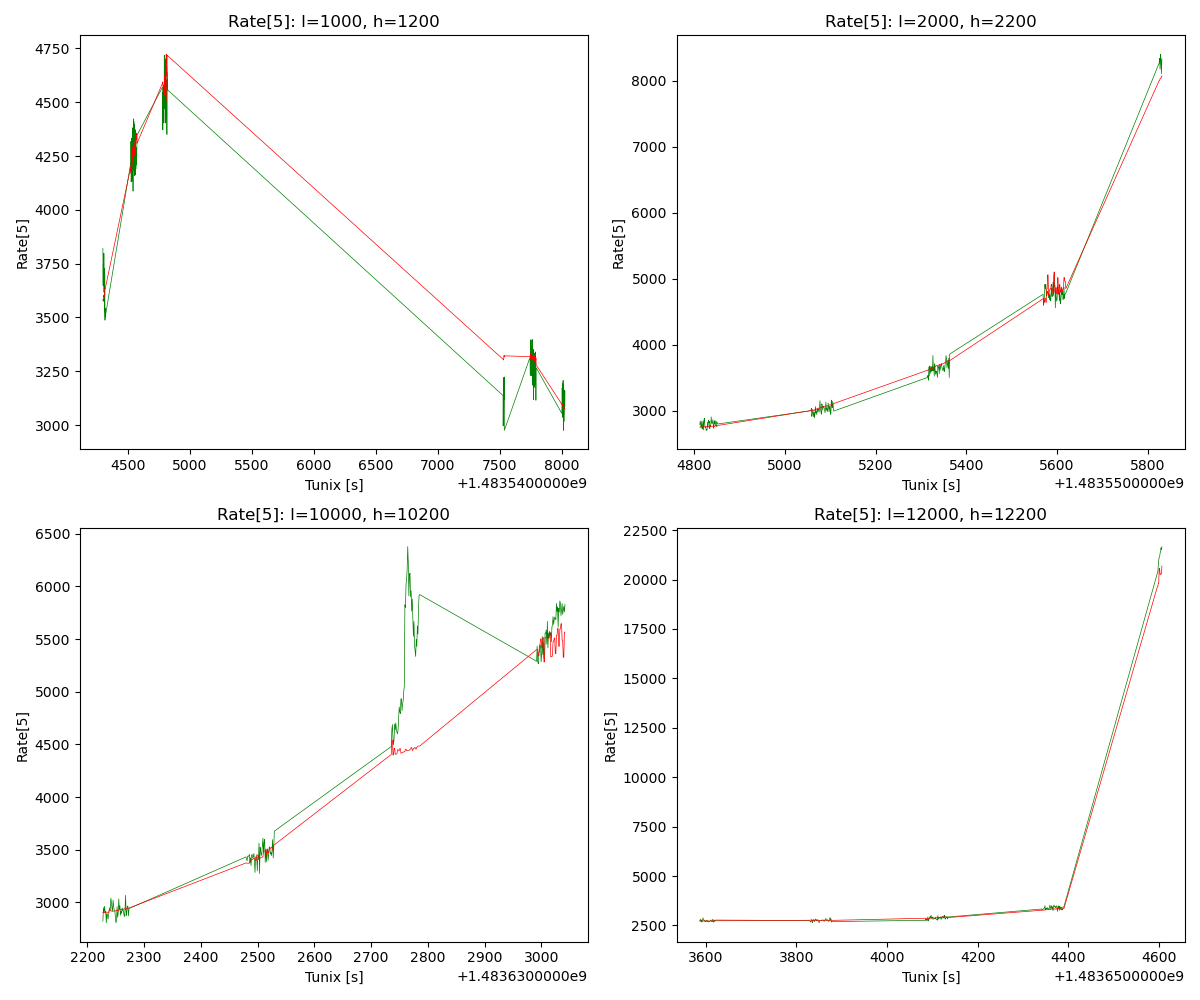 Rate[5]: l=1000, h=1200
Rate[5]
4750
4500
4250
4000
3750
3500
3250
3000
4500 5000 5500 6000 6500 7000 7500 8000
Tunix [s]
+1.4835400000e9
Rate[5]: l=2000, h=2200
Rate[5]
8000
7000
6000
5000
4000
3000
4800 5000 5200 5400 5600 5800
Tunix [s]
+1.4835500000e9
Rate[5]: l=10000, h=10200
Rate[5]
6500
6000
5500
5000
4500
4000
3500
3000
2200 2300 2400 2500 2600 2700 2800 2900 3000
Tunix [s]
+1.4836300000e9
Rate[5]: l=12000, h=12200
Rate[5]
22500
20000
17500
15000
12500
10000
7500
5000
2500
3600 3800 4000 4200 4400 4600
Tunix [s]
+1.4836500000e9